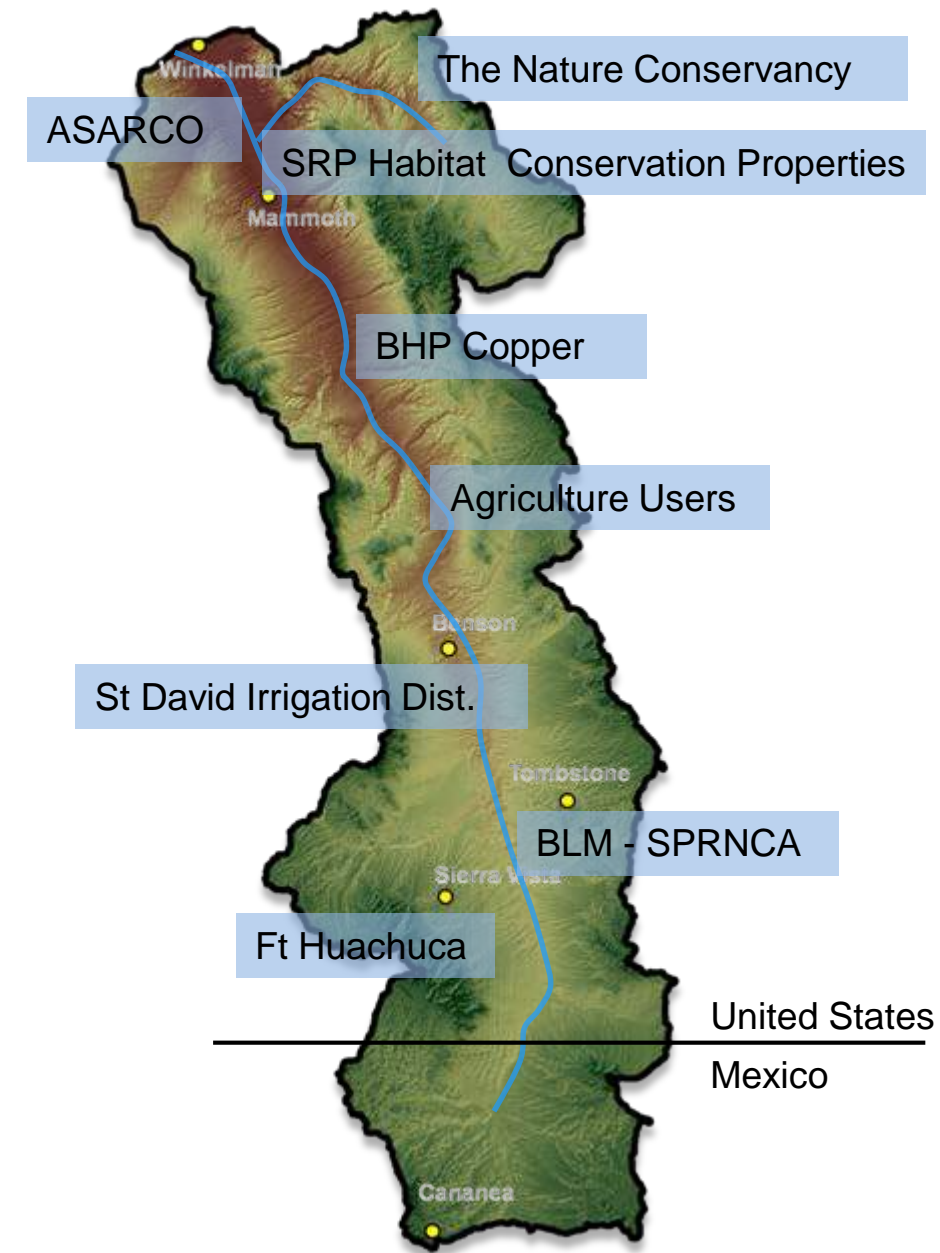 Winkelman
The Nature Conservancy
ASARCO
SRP Habitat Conservation Properties
Mammoth
BHP Copper
Agriculture Users
Benson
St David Irrigation Dist.
Tombstone
BLM - SPRNCA
Sierra Vista
Ft Huachuca
United States
Mexico
Cananea